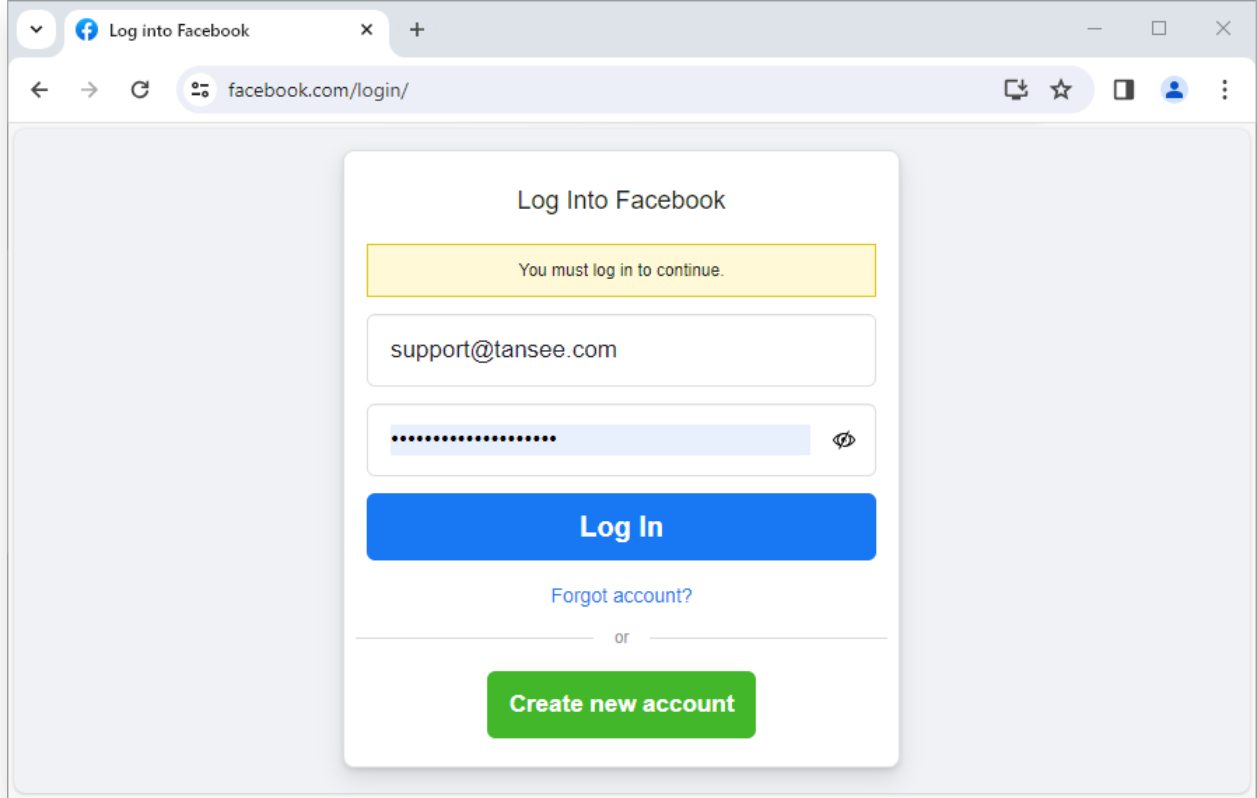 Log into Facebook
facebook.com/login/
Log Into Facebook
You must log in to continue.
support@tansee.com
••••••••••••••••••••
Log In
Forgot account?
or
Create new account